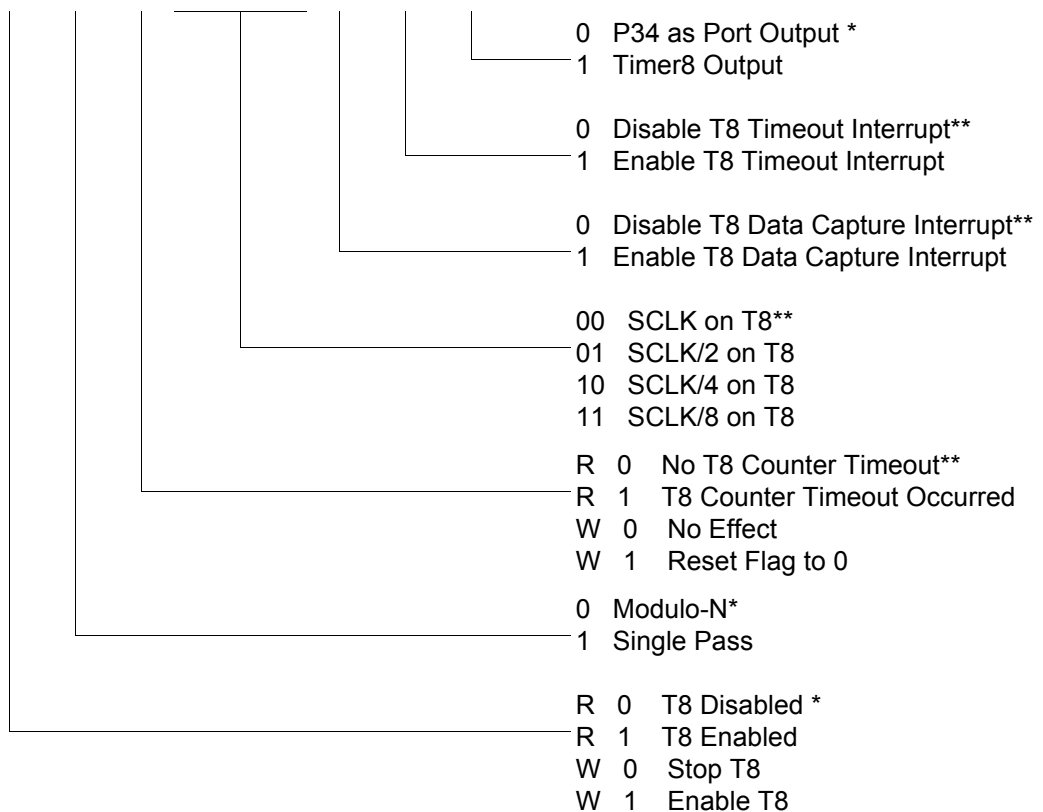 0 P34 as Port Output *
1 Timer8 Output
0 Disable T8 Timeout Interrupt**
1 Enable T8 Timeout Interrupt
0 Disable T8 Data Capture Interrupt**
1 Enable T8 Data Capture Interrupt
00 SCLK on T8**
01 SCLK/2 on T8
10 SCLK/4 on T8
11 SCLK/8 on T8
R 0 No T8 Counter Timeout**
R 1 T8 Counter Timeout Occurred
W 0 No Effect
W 1 Reset Flag to 0
0 Modulo-N*
1 Single Pass
R 0 T8 Disabled *
R 1 T8 Enabled
W 0 Stop T8
W 1 Enable T8